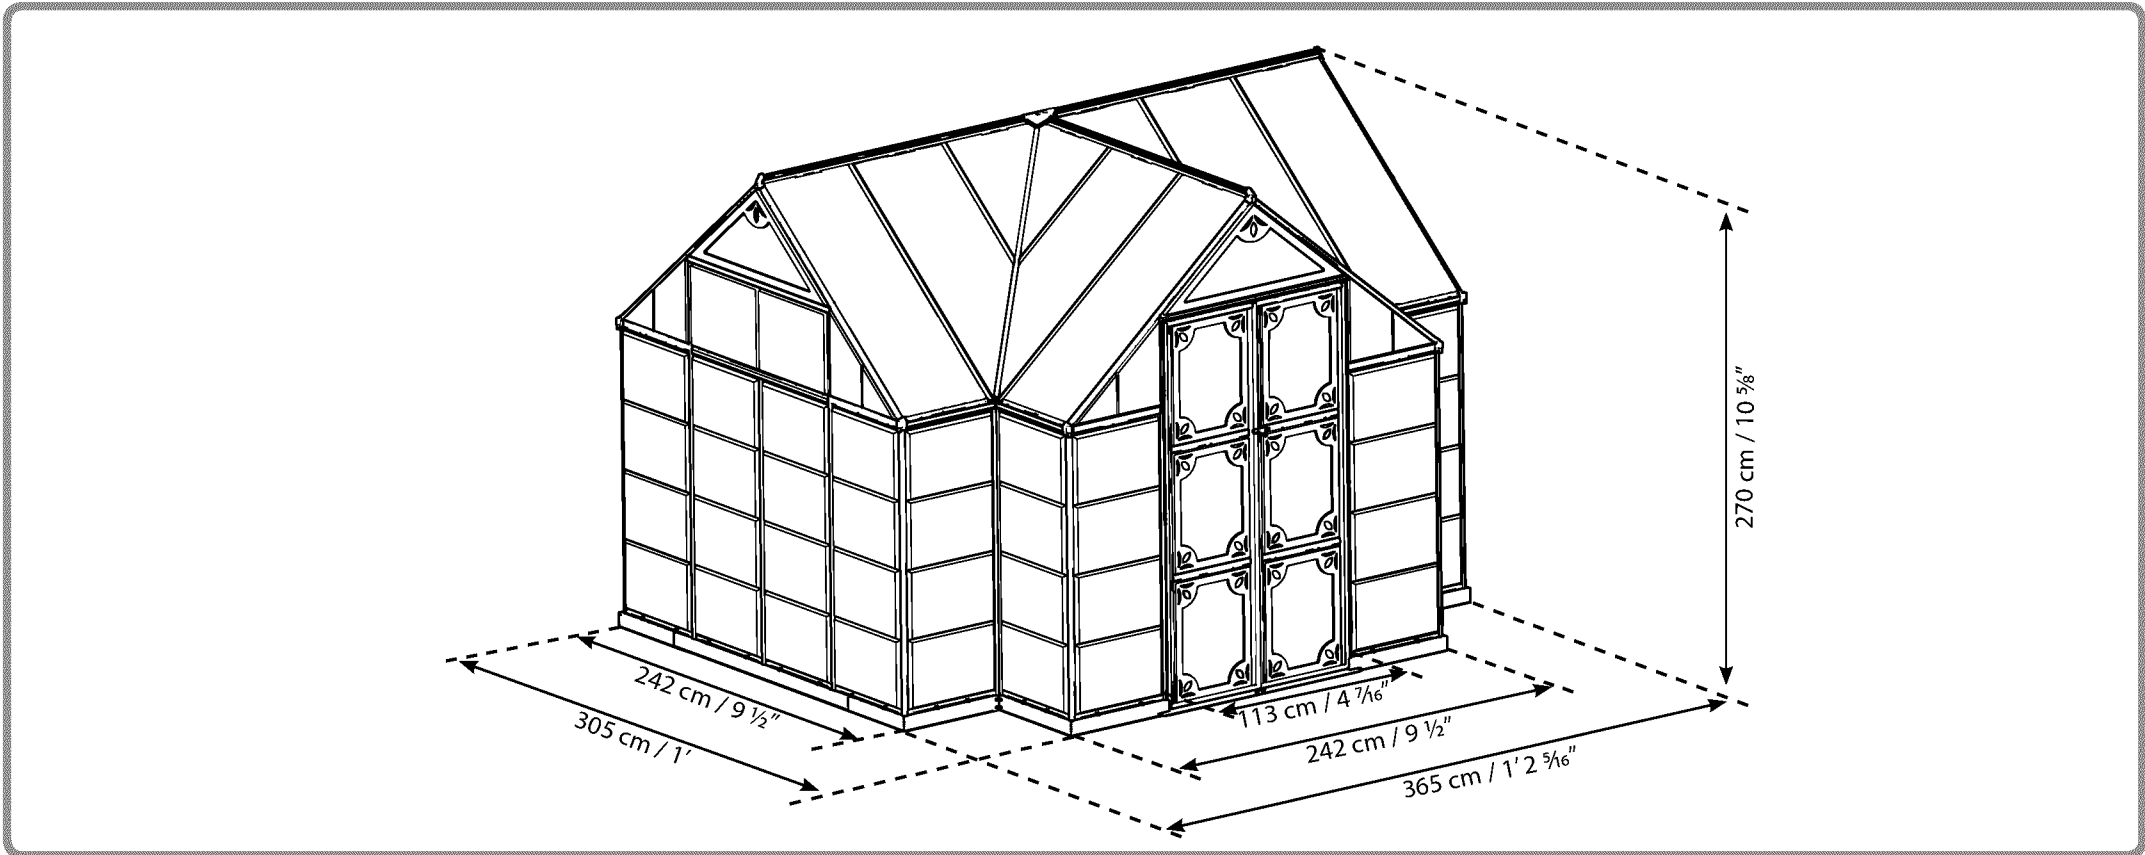 270 cm / 10 ⅝"
242 cm / 9 ½"
305 cm / 1'
113 cm / 4 ⁷⁄₁₆"
242 cm / 9 ½"
365 cm / 1' 2 ⁵⁄₁₆"